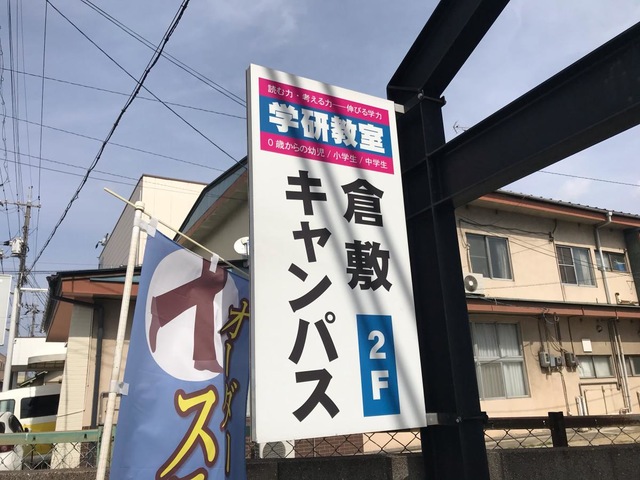 読む力・考える力――伸びる学力
学研教室
0歳からの幼児/小学生/中学生
倉敷
キャンパス
2F
オーダー
ス